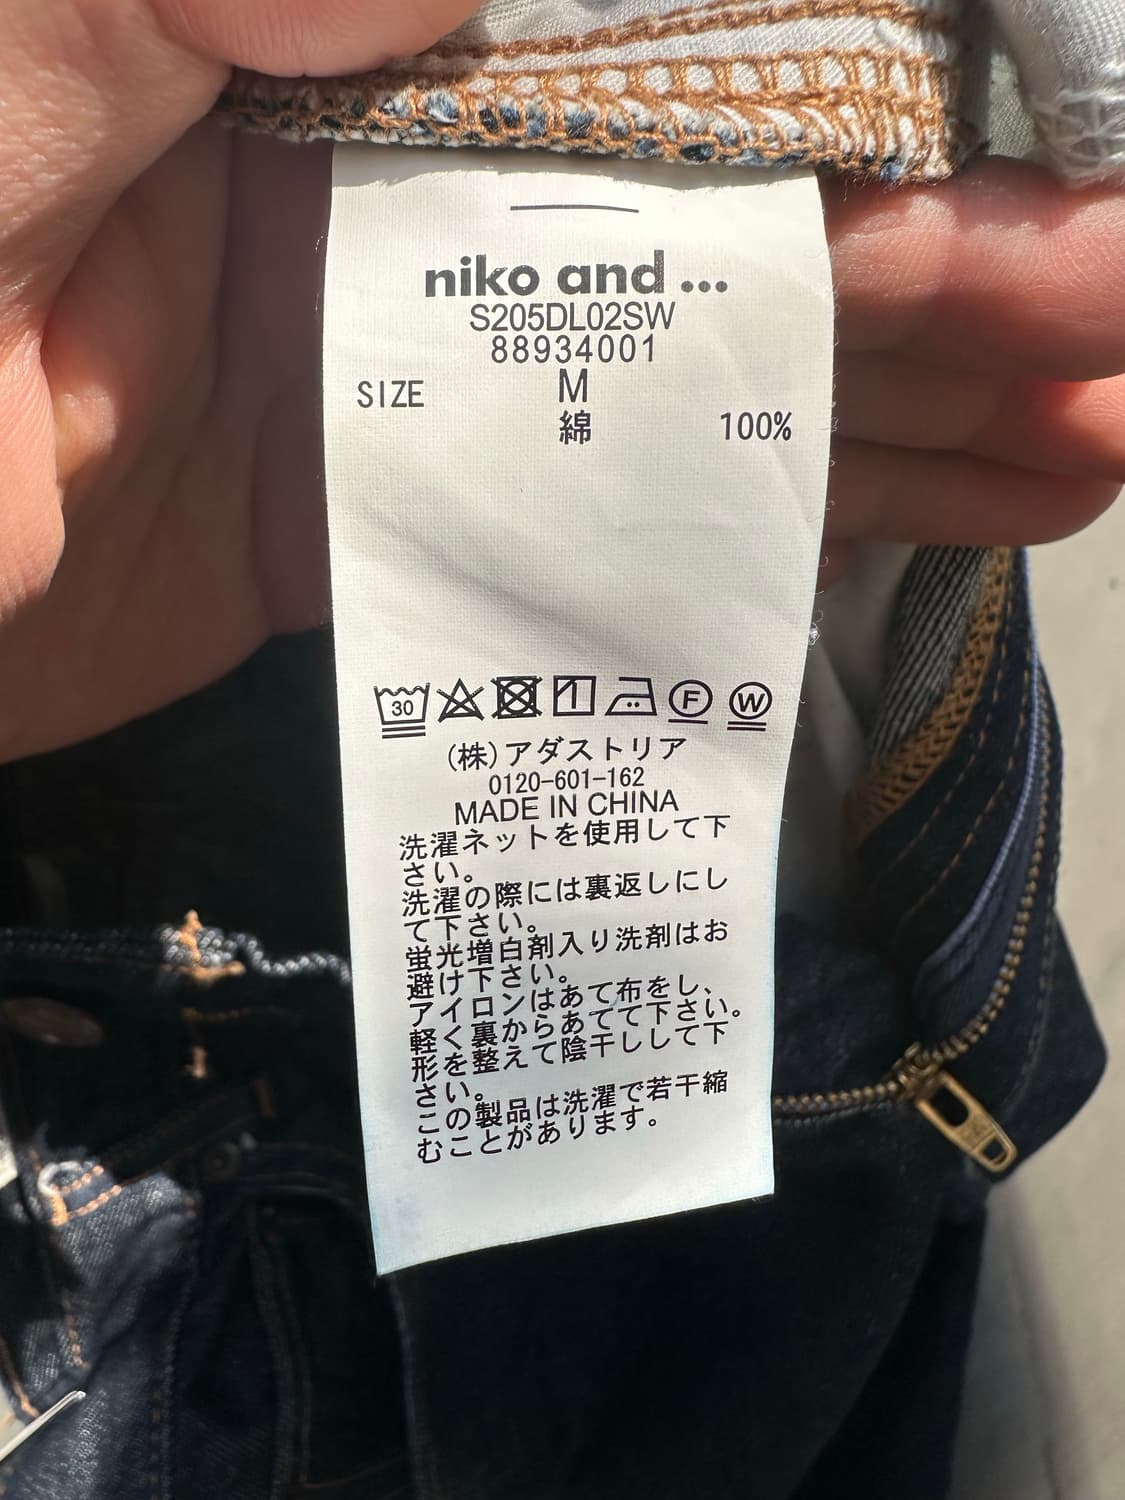 niko and ...
S205DL02SW
88934001
SIZE M
綿 100%
30 F W
(株)アダストリア
0120-601-162
MADE IN CHINA
洗濯ネットを使用して下
さい。
洗濯の際には裏返しにし
て下さい。
蛍光増白剤入り洗剤はお
避け下さい。
アイロンはあて布をし、
軽く裏からあてて下さい。
形を整えて陰干しして下
さい。
この製品は洗濯で若干縮
むことがあります。